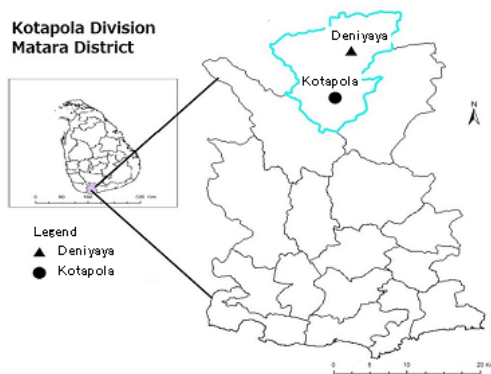 Kotapola Division
Matara District
Deniyaya
Kotapola
N
Legend
Deniyaya
Kotapola
0 5 10 20